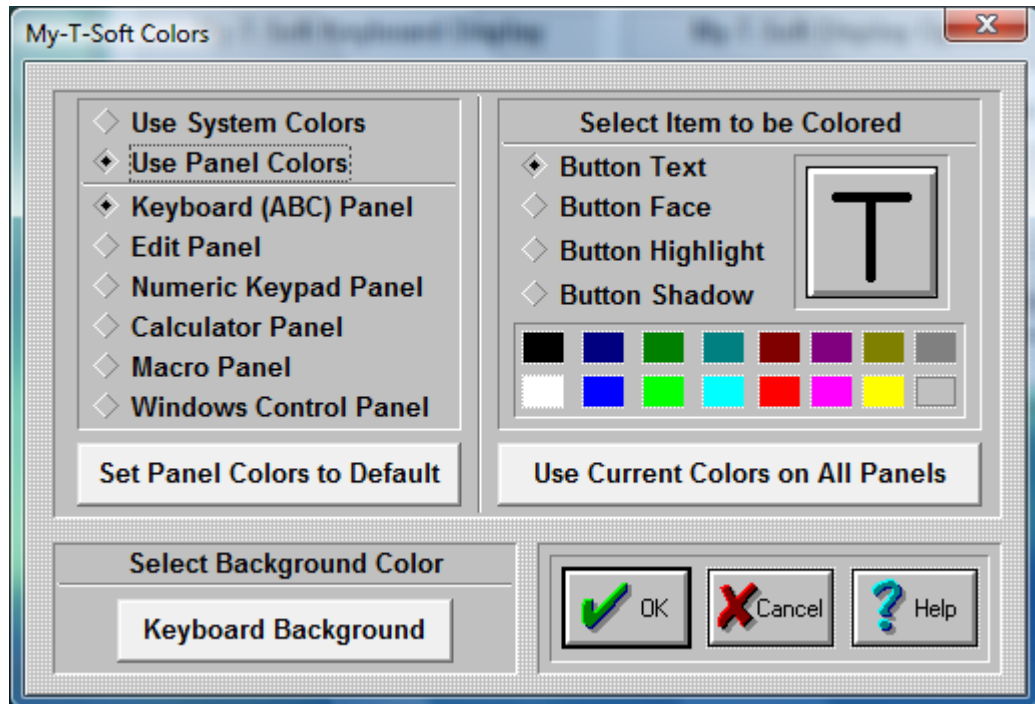 My-T-Soft Colors
Use System Colors
Use Panel Colors
Keyboard (ABC) Panel
Edit Panel
Numeric Keypad Panel
Calculator Panel
Macro Panel
Windows Control Panel
Set Panel Colors to Default
Select Item to be Colored
Button Text
Button Face
Button Highlight
Button Shadow
T
Use Current Colors on All Panels
Select Background Color
Keyboard Background
OK
Cancel
Help